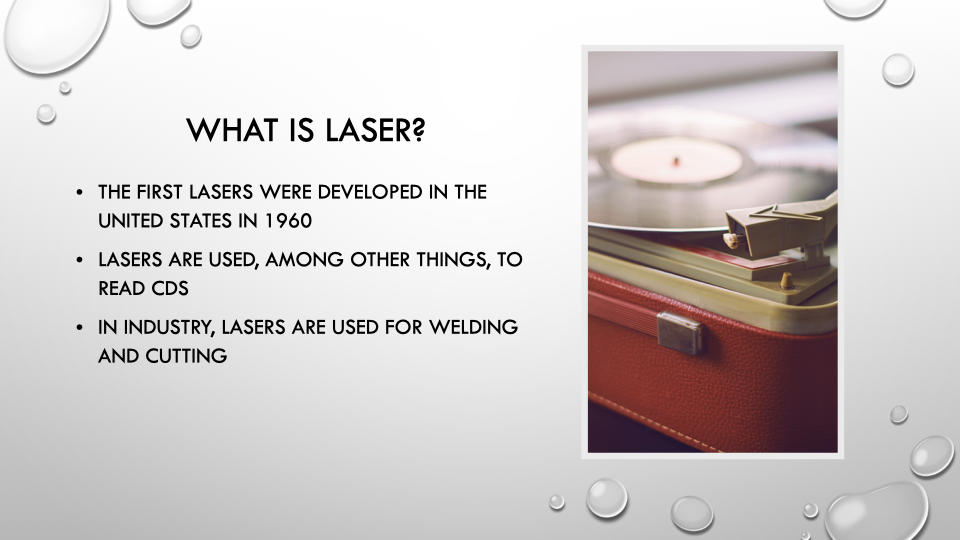 WHAT IS LASER?
• THE FIRST LASERS WERE DEVELOPED IN THE
UNITED STATES IN 1960
• LASERS ARE USED, AMONG OTHER THINGS, TO
READ CDS
• IN INDUSTRY, LASERS ARE USED FOR WELDING
AND CUTTING